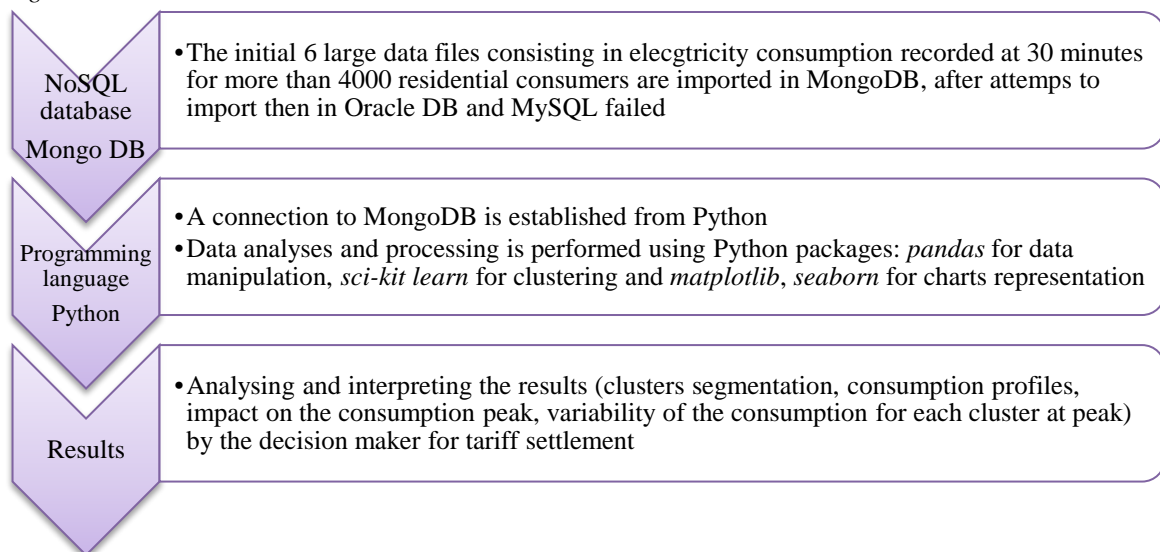 NoSQL
database
Mongo DB
•The initial 6 large data files consisting in elecgtricity consumption recorded at 30 minutes
for more than 4000 residential consumers are imported in MongoDB, after attemps to
import then in Oracle DB and MySQL failed
Programming
language
Python
•A connection to MongoDB is established from Python
•Data analyses and processing is performed using Python packages: pandas for data
manipulation, sci-kit learn for clustering and matplotlib, seaborn for charts representation
Results
•Analysing and interpreting the results (clusters segmentation, consumption profiles,
impact on the consumption peak, variability of the consumption for each cluster at peak)
by the decision maker for tariff settlement